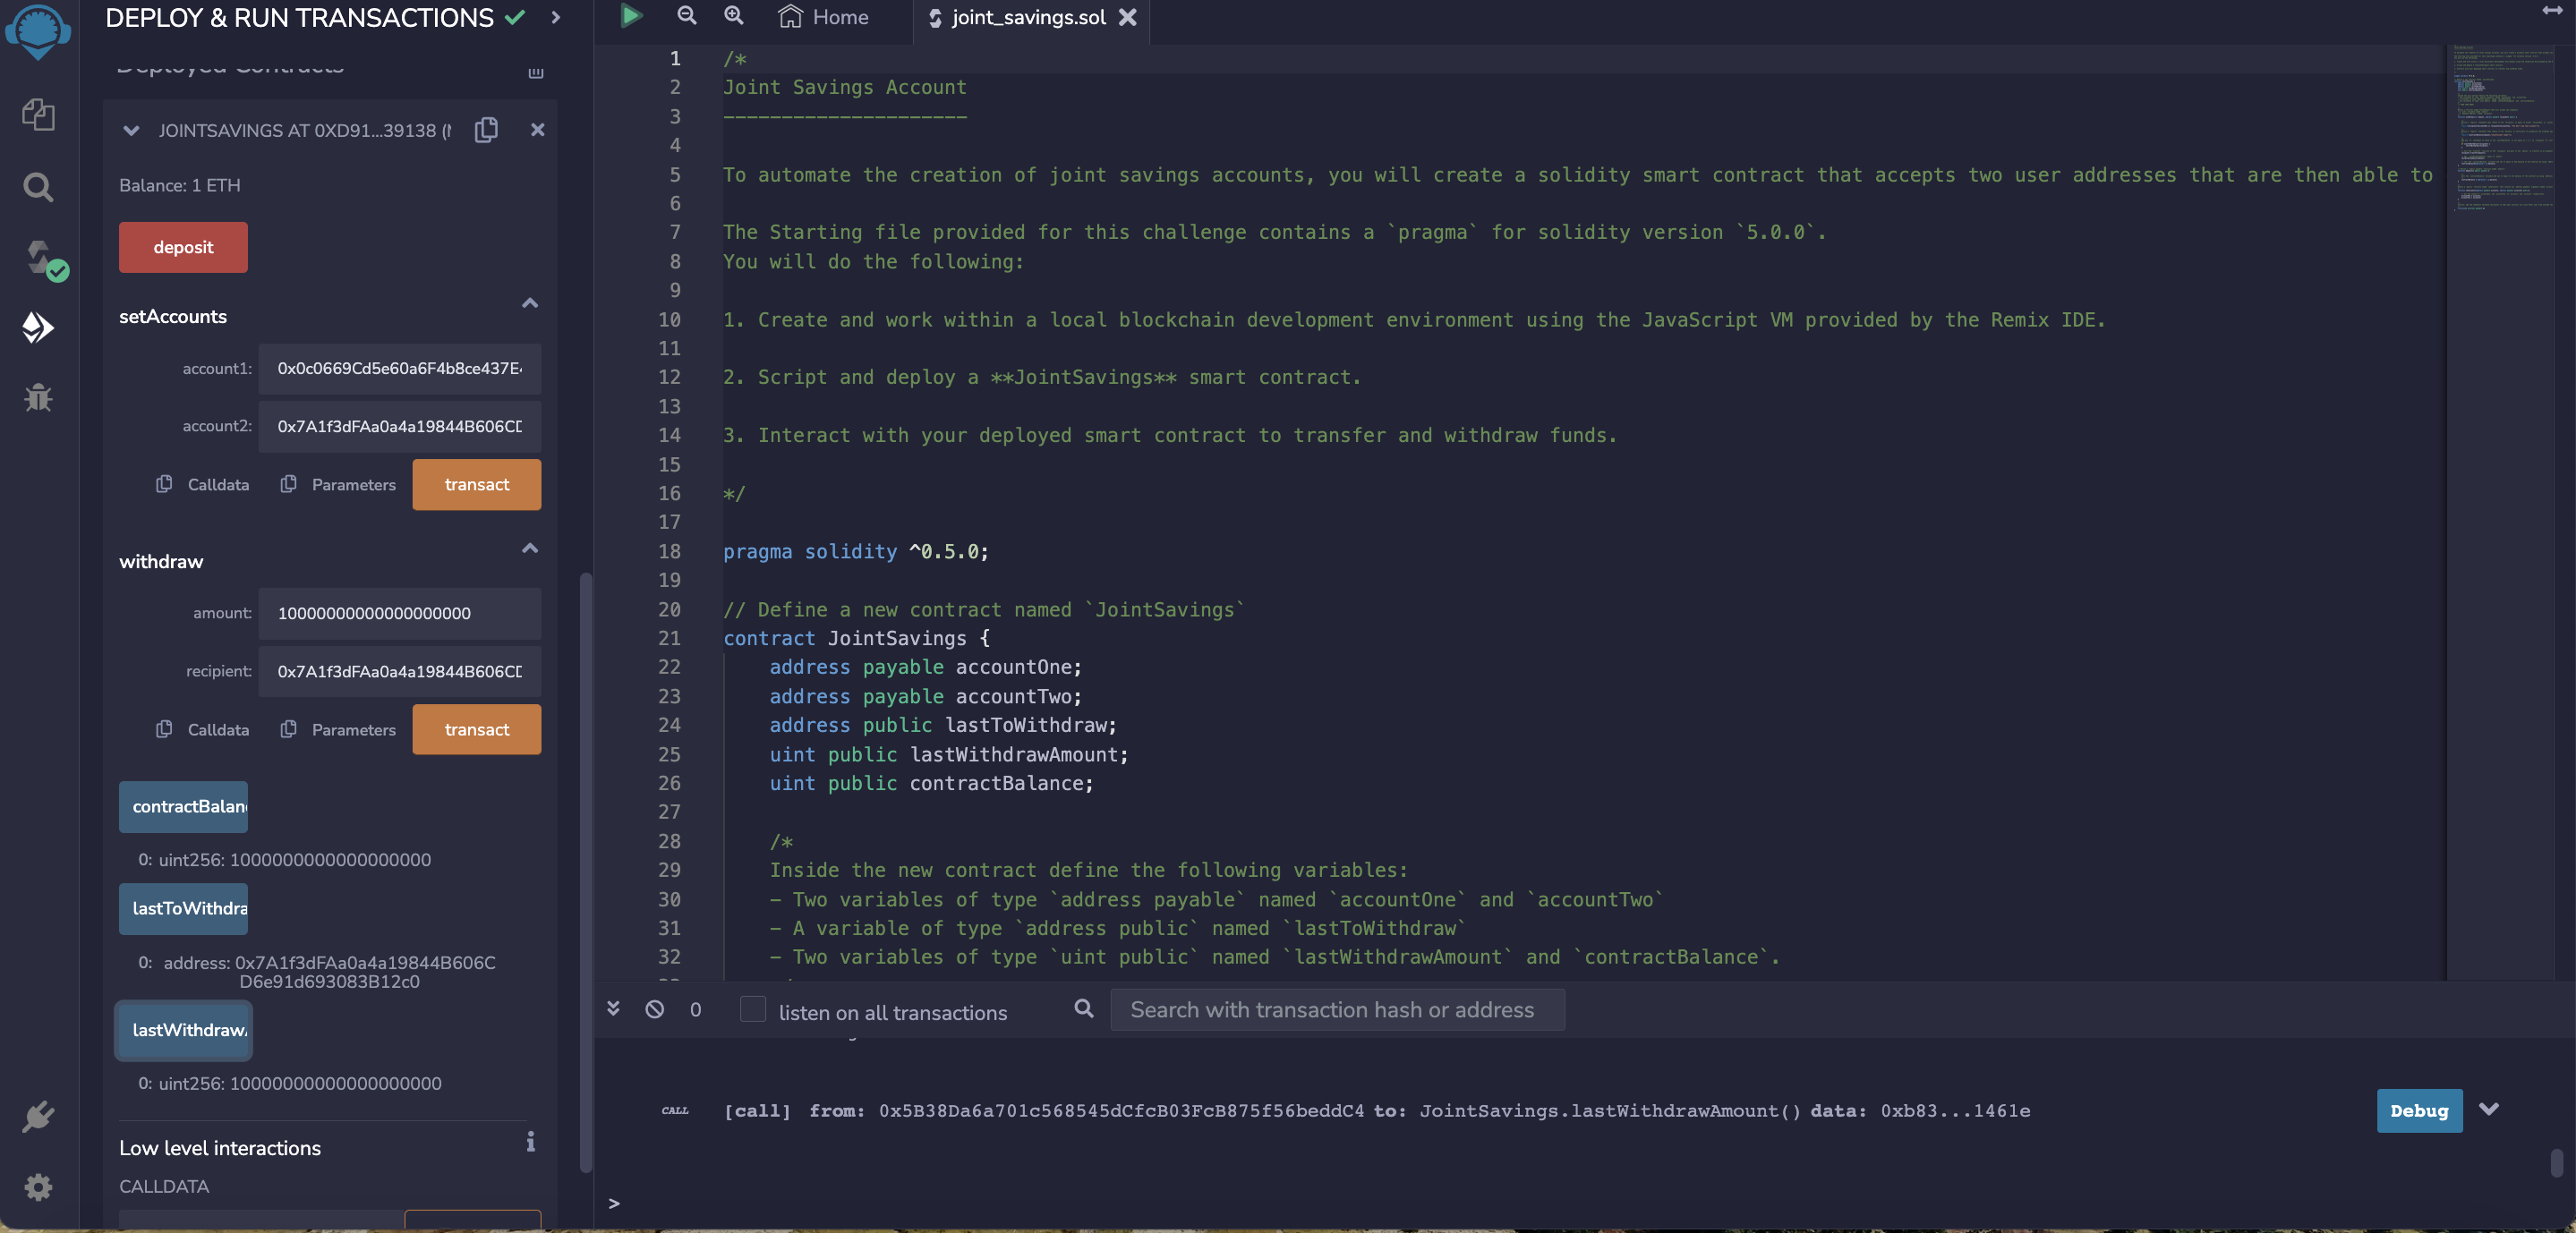 DEPLOY & RUN TRANSACTIONS
Deployed Contracts
JOINTSAVINGS AT 0XD91...39138 (
Balance: 1 ETH
deposit
setAccounts
account1: 0x0c0669Cd5e60a6F4b8ce437E4
account2: 0x7A1f3dFAa0a4a19844B606CD
Calldata Parameters transact
withdraw
amount: 10000000000000000000
recipient: 0x7A1f3dFAa0a4a19844B606CD
Calldata Parameters transact
contractBalan
0: uint256: 1000000000000000000
lastToWithdra
0: address: 0x7A1f3dFAa0a4a19844B606C
D6e91d693083B12c0
lastWithdraw
0: uint256: 10000000000000000000
Low level interactions
CALLDATA
Home joint_savings.sol
1 /*
2 Joint Savings Account
3 ---------------------
4
5 To automate the creation of joint savings accounts, you will create a solidity smart contract that accepts two user addresses that are then able to
6
7 The Starting file provided for this challenge contains a `pragma` for solidity version `5.0.0`.
8 You will do the following:
9
10 1. Create and work within a local blockchain development environment using the JavaScript VM provided by the Remix IDE.
11
12 2. Script and deploy a **JointSavings** smart contract.
13
14 3. Interact with your deployed smart contract to transfer and withdraw funds.
15
16 */
17
18 pragma solidity ^0.5.0;
19
20 // Define a new contract named `JointSavings`
21 contract JointSavings {
22 address payable accountOne;
23 address payable accountTwo;
24 address public lastToWithdraw;
25 uint public lastWithdrawAmount;
26 uint public contractBalance;
27
28 /*
29 Inside the new contract define the following variables:
30 - Two variables of type `address payable` named `accountOne` and `accountTwo`
31 - A variable of type `address public` named `lastToWithdraw`
32 - Two variables of type `uint public` named `lastWithdrawAmount` and `contractBalance`.
0 listen on all transactions Search with transaction hash or address
CALL [call] from: 0x5B38Da6a701c568545dCfcB03FcB875f56beddC4 to: JointSavings.lastWithdrawAmount() data: 0xb83...1461e Debug
>